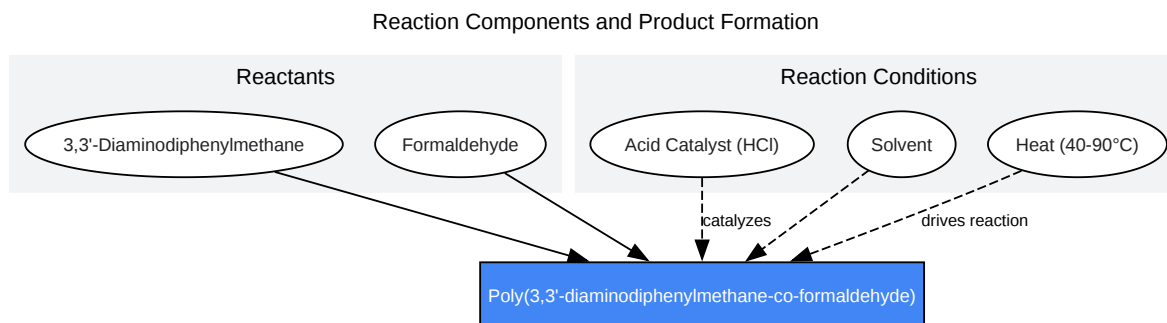 Reaction Components and Product Formation
Reactants
Reaction Conditions
3,3'-Diaminodiphenylmethane
Formaldehyde
Acid Catalyst (HCl)
Solvent
Heat (40-90°C)
catalyzes
drives reaction
Poly(3,3'-diaminodiphenylmethane-co-formaldehyde)